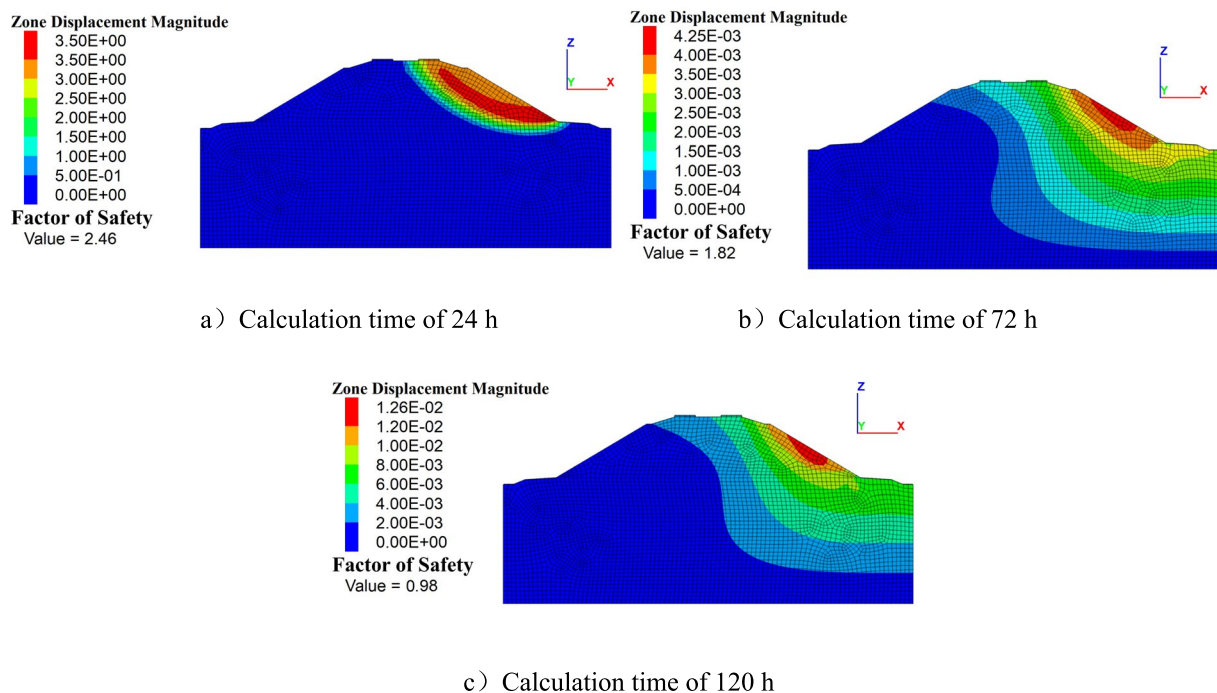 Zone Displacement Magnitude
3.50E+00
3.50E+00
3.00E+00
2.50E+00
2.00E+00
1.50E+00
1.00E+00
5.00E-01
0.00E+00
Factor of Safety
Value = 2.46
Z
Y
X
a）Calculation time of 24 h
Zone Displacement Magnitude
4.25E-03
4.00E-03
3.50E-03
3.00E-03
2.50E-03
2.00E-03
1.50E-03
1.00E-03
5.00E-04
0.00E+00
Factor of Safety
Value = 1.82
Z
Y
X
b）Calculation time of 72 h
Zone Displacement Magnitude
1.26E-02
1.20E-02
1.00E-02
8.00E-03
6.00E-03
4.00E-03
2.00E-03
0.00E+00
Factor of Safety
Value = 0.98
Z
Y
X
c）Calculation time of 120 h